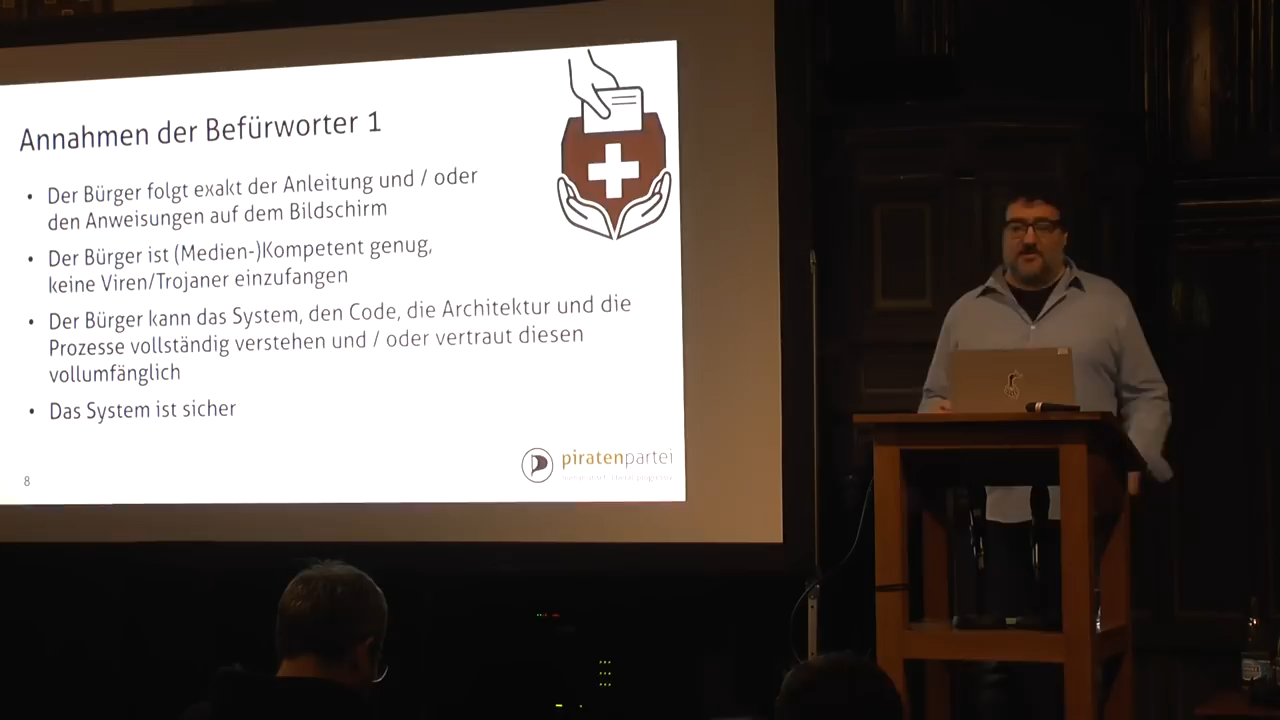 Annahmen der Befürworter 1
• Der Bürger folgt exakt der Anleitung und / oder
den Anweisungen auf dem Bildschirm
• Der Bürger ist (Medien-)Kompetent genug,
keine Viren/Trojaner einzufangen
• Der Bürger kann das System, den Code, die Architektur und die
Prozesse vollständig verstehen und / oder vertraut diesen
vollumfänglich
• Das System ist sicher
8
piratenpartei